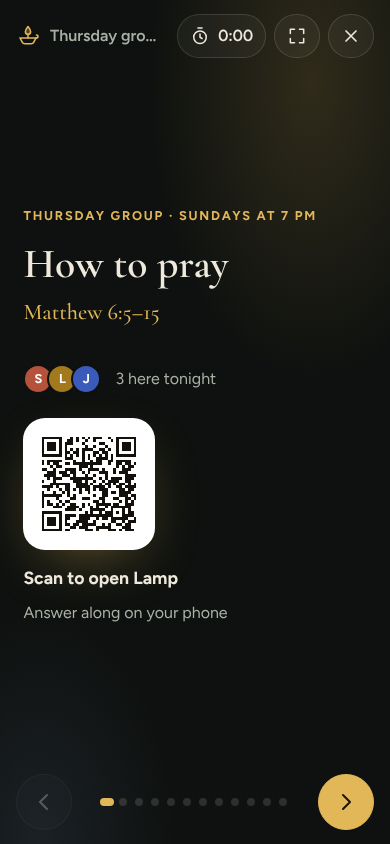 Thursday gro...
0:00
THURSDAY GROUP · SUNDAYS AT 7 PM
How to pray
Matthew 6:5–15
S L J 3 here tonight
Scan to open Lamp
Answer along on your phone